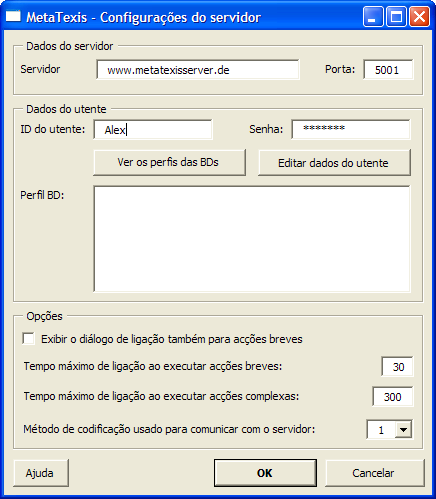 MetaTexis - Configurações do servidor
Dados do servidor
Servidor www.metatexisserver.de Porta: 5001
Dados do utente
ID do utente: Alex Senha: *******
Ver os perfis das BDs Editar dados do utente
Perfil BD:
Opções
Exibir o diálogo de ligação também para acções breves
Tempo máximo de ligação ao executar acções breves: 30
Tempo máximo de ligação ao executar acções complexas: 300
Método de codificação usado para comunicar com o servidor: 1
Ajuda OK Cancelar